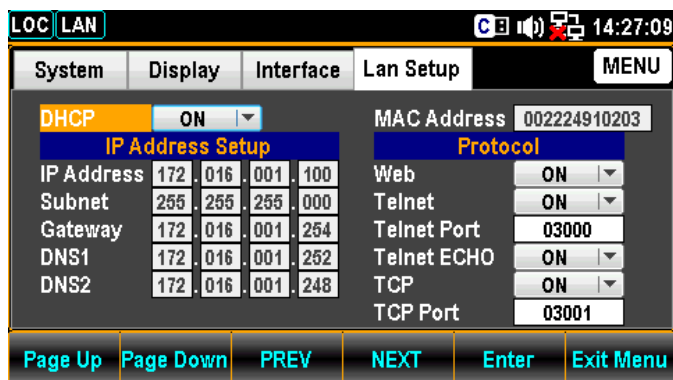 LOC LAN C 14:27:09
System Display Interface Lan Setup MENU
DHCP ON MAC Address 002224910203
IP Address Setup Protocol
IP Address 172 . 016 . 001 . 100 Web ON
Subnet 255 . 255 . 255 . 000 Telnet ON
Gateway 172 . 016 . 001 . 254 Telnet Port 03000
DNS1 172 . 016 . 001 . 252 Telnet ECHO ON
DNS2 172 . 016 . 001 . 248 TCP ON
TCP Port 03001
Page Up Page Down PREV NEXT Enter Exit Menu